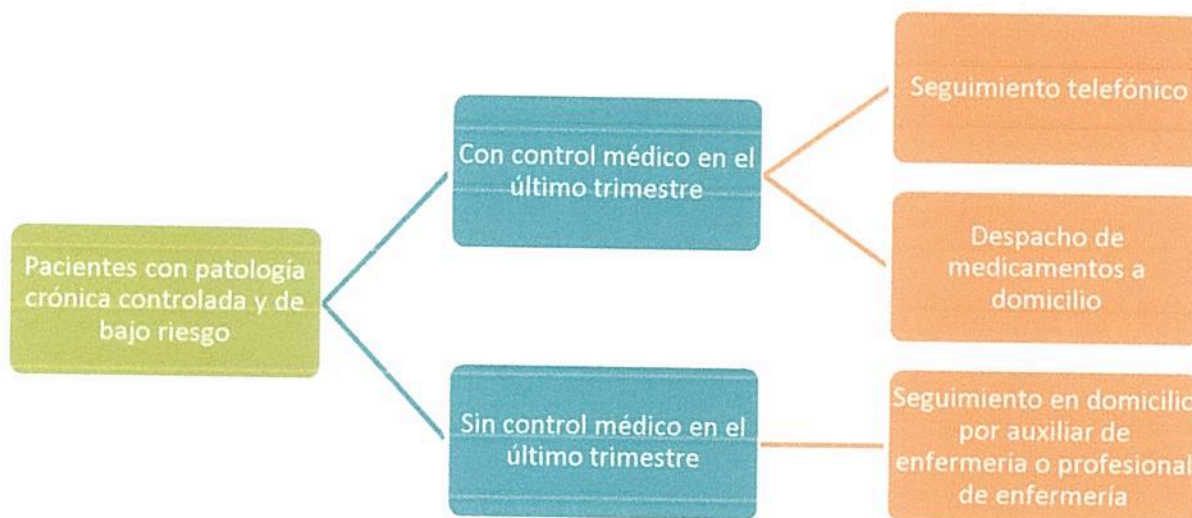 Pacientes con patología
crónica controlada y de
bajo riesgo
Con control médico en el
último trimestre
Seguimiento telefónico
Despacho de
medicamentos a
domicilio
Sin control médico en el
último trimestre
Seguimiento en domicilio
por auxiliar de
enfermería o profesional
de enfermería